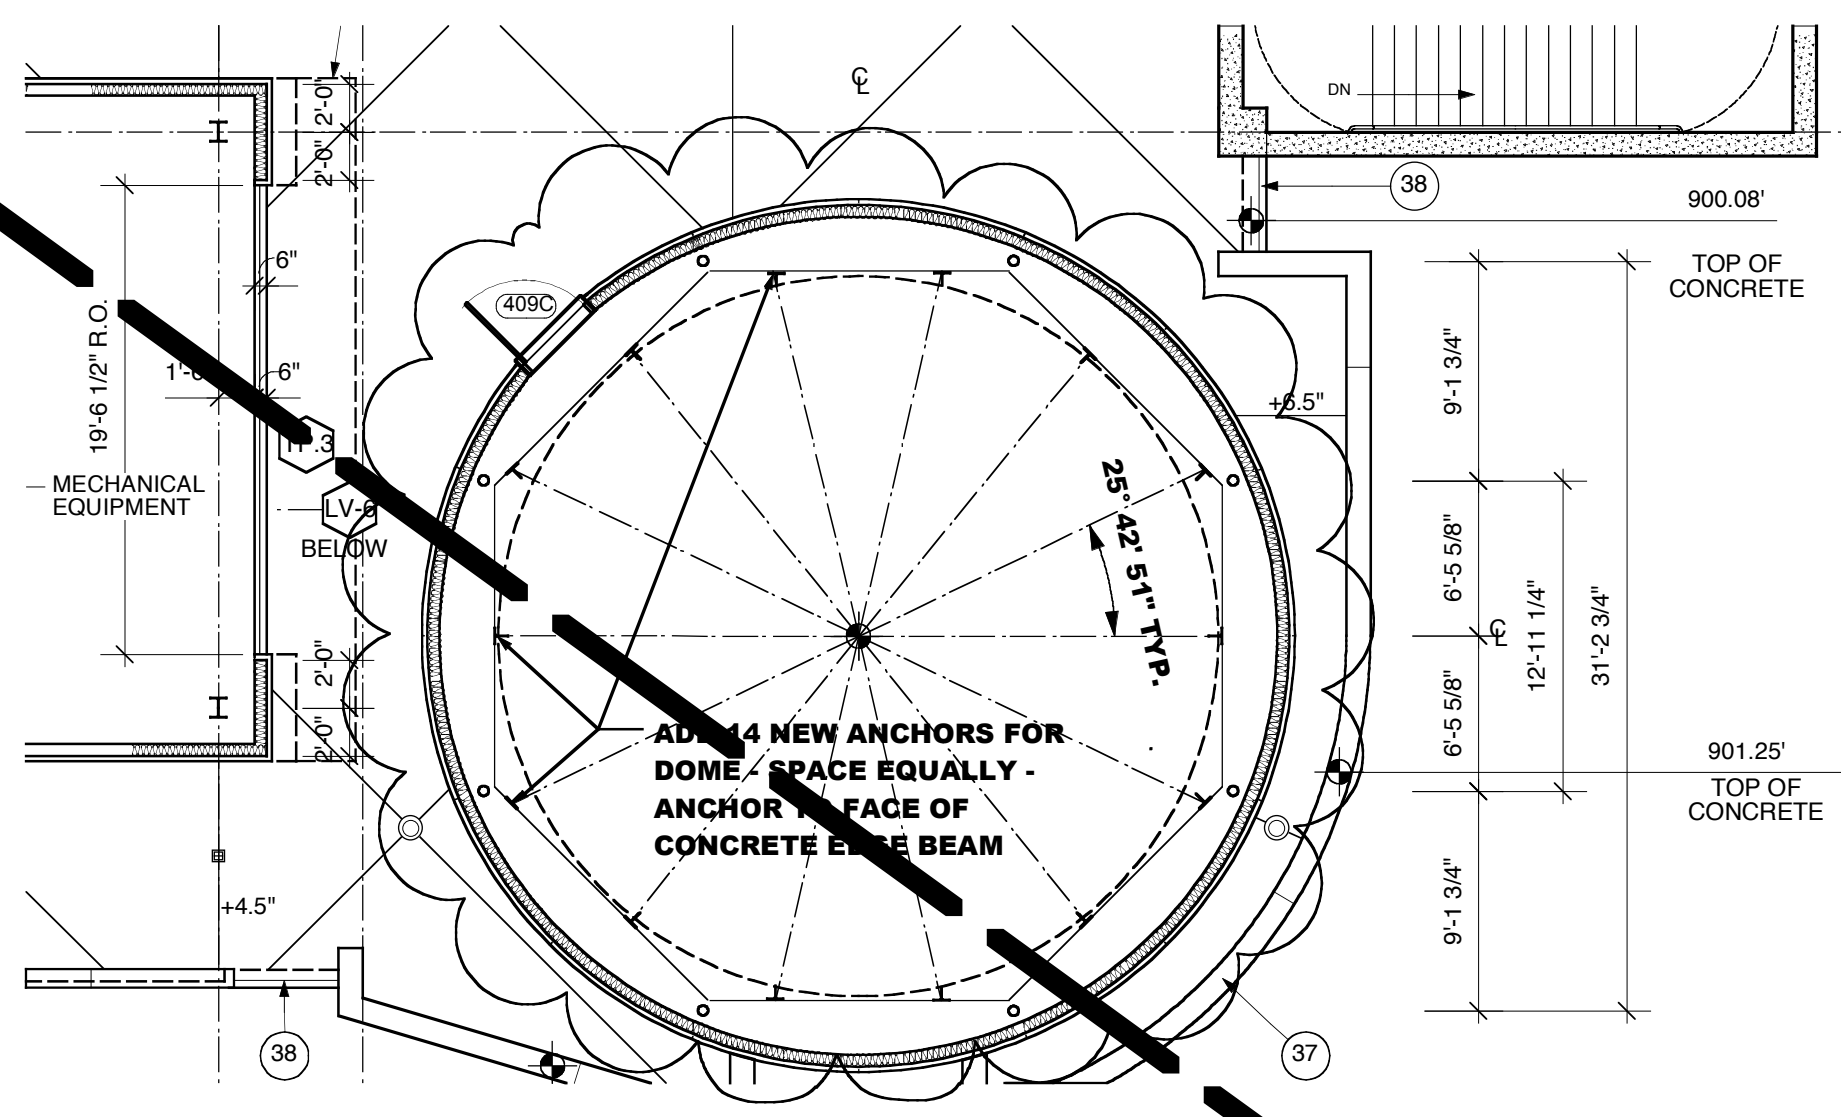 ℄
DN
38
900.08'
TOP OF
CONCRETE
2'-0"
2'-0"
6"
409C
19'-6 1/2" R.O.
6"
+6.5"
9'-1 3/4"
MECHANICAL
EQUIPMENT
LV-6
BELOW
25° 42' 51" TYP.
6'-5 5/8"
℄
12'-11 1/4"
31'-2 3/4"
2'-0"
2'-0"
6'-5 5/8"
ADD 14 NEW ANCHORS FOR
DOME - SPACE EQUALLY -
ANCHOR TO FACE OF
CONCRETE EDGE BEAM
901.25'
TOP OF
CONCRETE
+4.5"
9'-1 3/4"
38
37